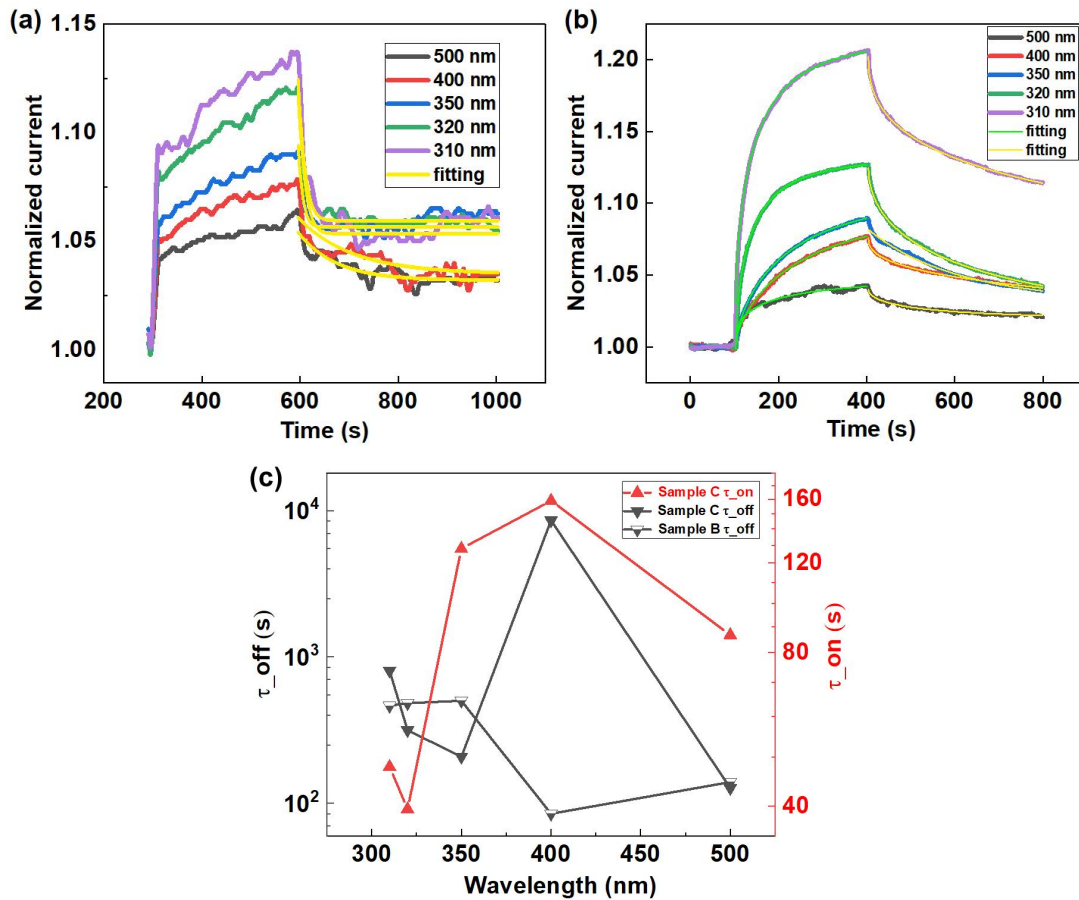 (a)
1.15
1.10
1.05
1.00
Normalized current
200
400
600
800
1000
Time (s)
500 nm
400 nm
350 nm
320 nm
310 nm
fitting
(b)
1.20
1.15
1.10
1.05
1.00
Normalized current
0
200
400
600
800
Time (s)
500 nm
400 nm
350 nm
320 nm
310 nm
fitting
fitting
(c)
10⁴
10³
10²
τ_off (s)
300
350
400
450
500
Wavelength (nm)
Sample C τ_on
Sample C τ_off
Sample B τ_off
160
120
80
40
τ_on (s)